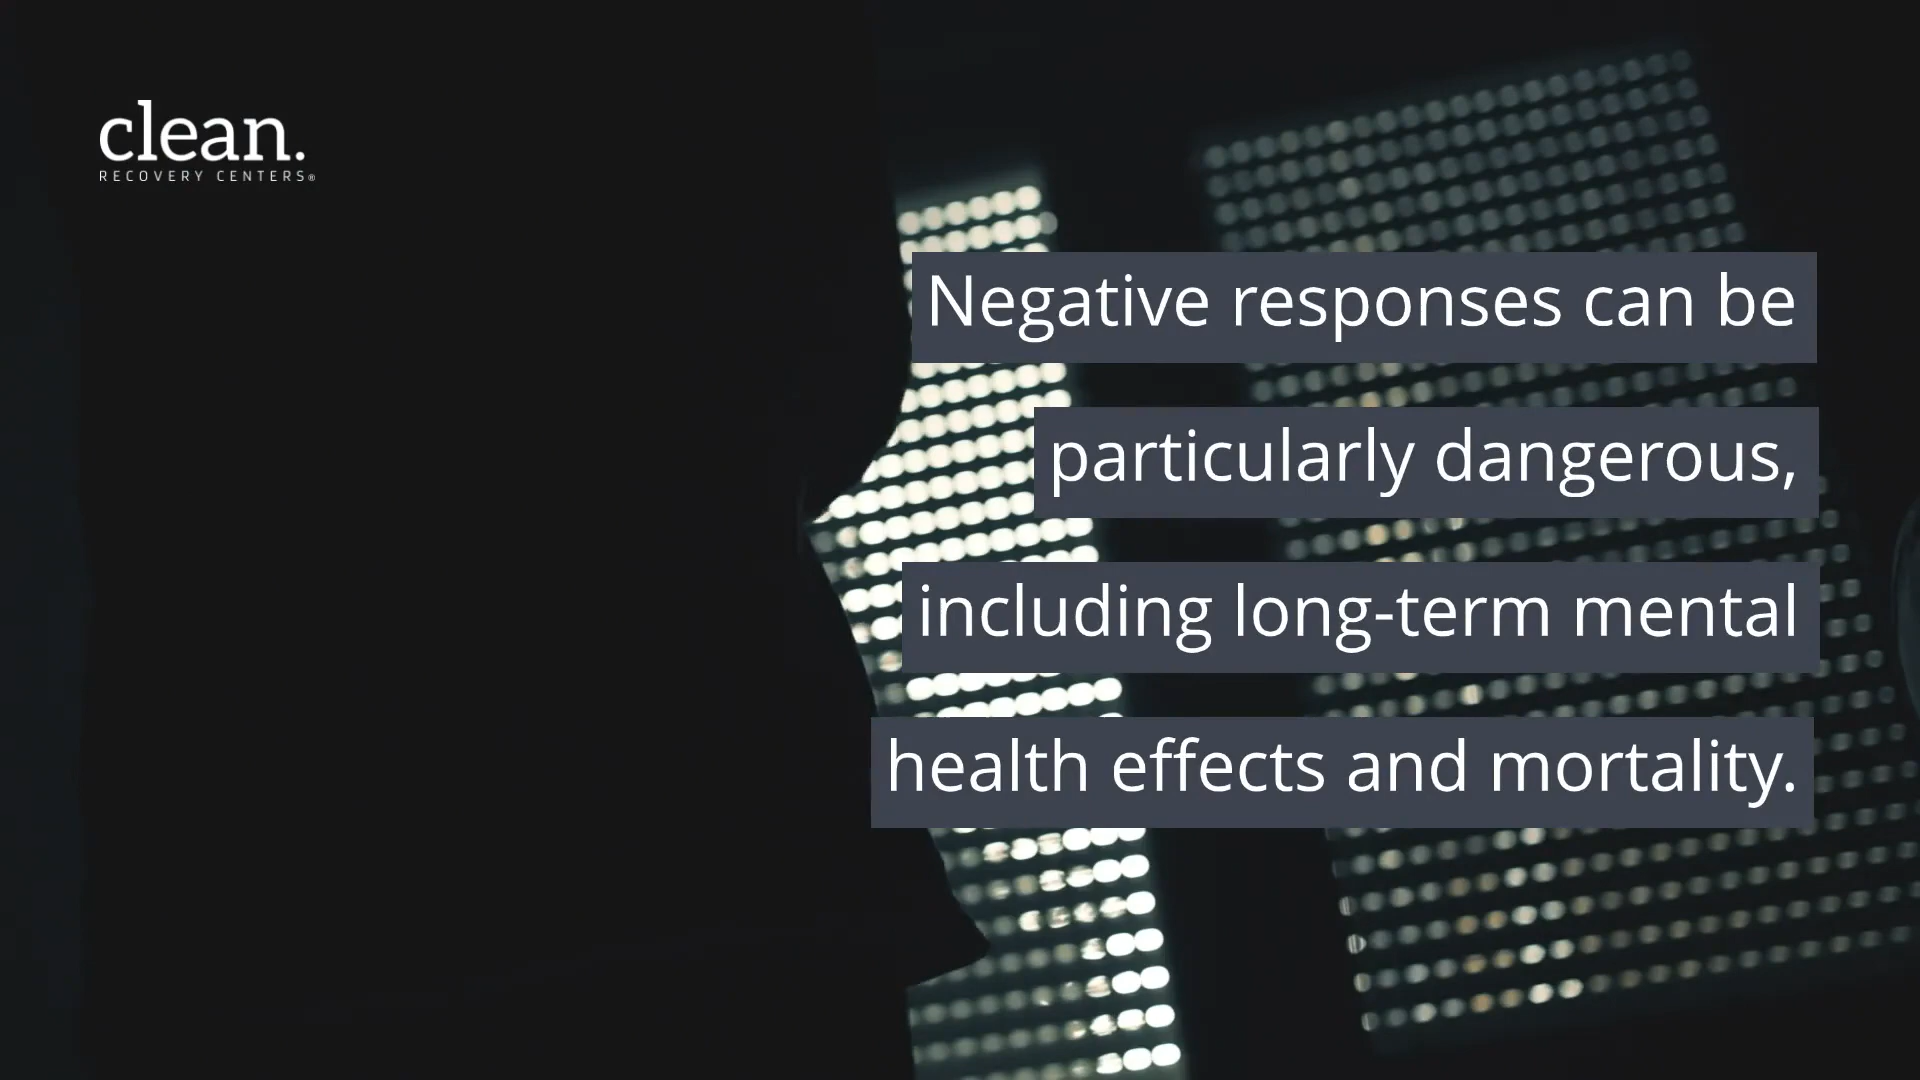 clean.
RECOVERY CENTERS®
Negative responses can be
particularly dangerous,
including long-term mental
health effects and mortality.